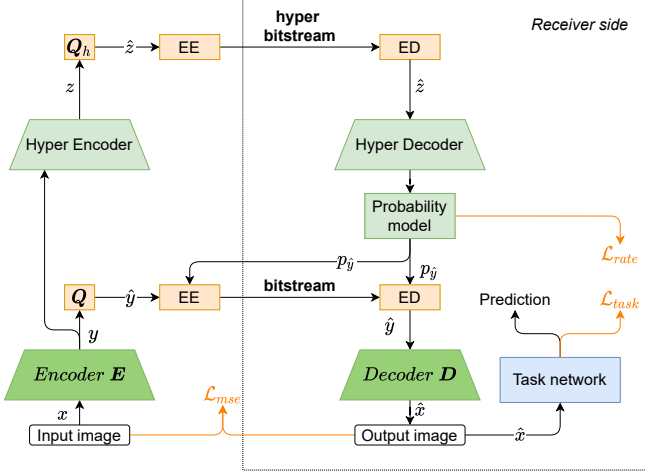 hyper
bitstream
Receiver side
Q_h
ẑ
EE
ED
z
ẑ
Hyper Encoder
Hyper Decoder
Probability
model
ℒ_rate
p_ŷ
p_ŷ
Q
ŷ
EE
bitstream
ED
Prediction
ℒ_task
y
ŷ
Encoder E
Decoder D
Task network
ℒ_mse
x
x̂
Input image
Output image
x̂